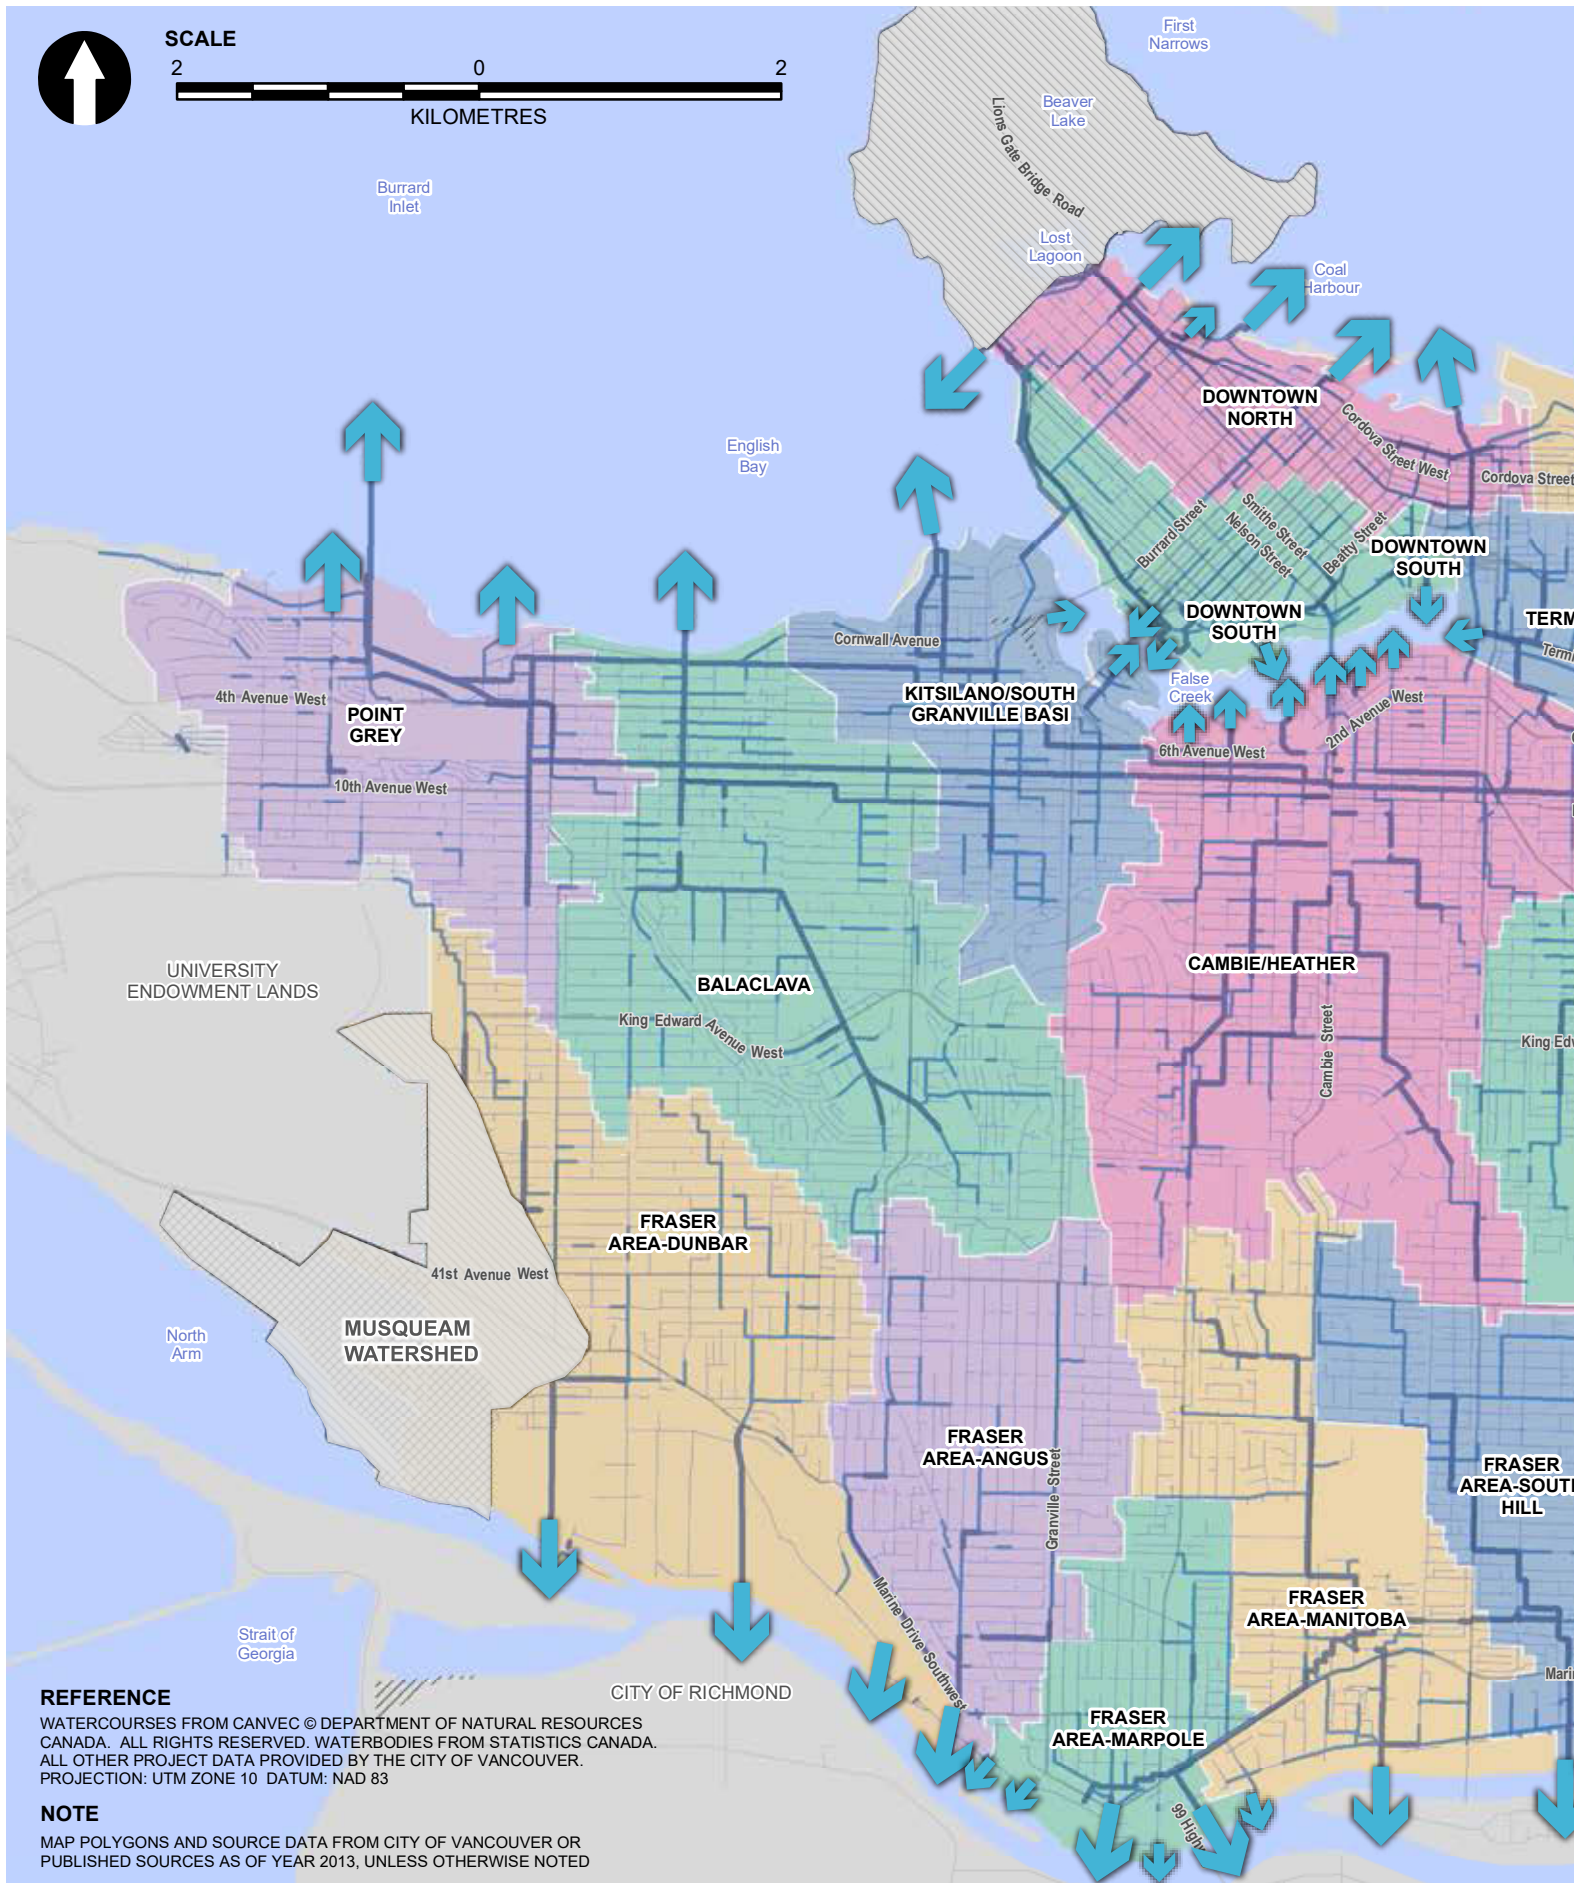 SCALE
2 0 2
KILOMETRES
First
Narrows
Beaver
Lake
Lions Gate Bridge Road
Burrard
Inlet
Lost
Lagoon
Coal
Harbour
DOWNTOWN
NORTH
Cordova Street West
Cordova Street
English
Bay
Burrard Street
Smithe Street
Nelson Street
Beatty Street
DOWNTOWN
SOUTH
DOWNTOWN
SOUTH
TERM
Termi
Cornwall Avenue
False
Creek
4th Avenue West
POINT
GREY
KITSILANO/SOUTH
GRANVILLE BASI
2nd Avenue West
6th Avenue West
10th Avenue West
UNIVERSITY
ENDOWMENT LANDS
BALACLAVA
CAMBIE/HEATHER
King Edward Avenue West
Cambie Street
King Edw
FRASER
AREA-DUNBAR
41st Avenue West
MUSQUEAM
WATERSHED
North
Arm
FRASER
AREA-ANGUS
Granville Street
FRASER
AREA-SOUTH
HILL
FRASER
AREA-MANITOBA
Marine Drive Southwest
Strait of
Georgia
CITY OF RICHMOND
Mari
FRASER
AREA-MARPOLE
99 Highw
REFERENCE
WATERCOURSES FROM CANVEC © DEPARTMENT OF NATURAL RESOURCES
CANADA. ALL RIGHTS RESERVED. WATERBODIES FROM STATISTICS CANADA.
ALL OTHER PROJECT DATA PROVIDED BY THE CITY OF VANCOUVER.
PROJECTION: UTM ZONE 10 DATUM: NAD 83
NOTE
MAP POLYGONS AND SOURCE DATA FROM CITY OF VANCOUVER OR
PUBLISHED SOURCES AS OF YEAR 2013, UNLESS OTHERWISE NOTED